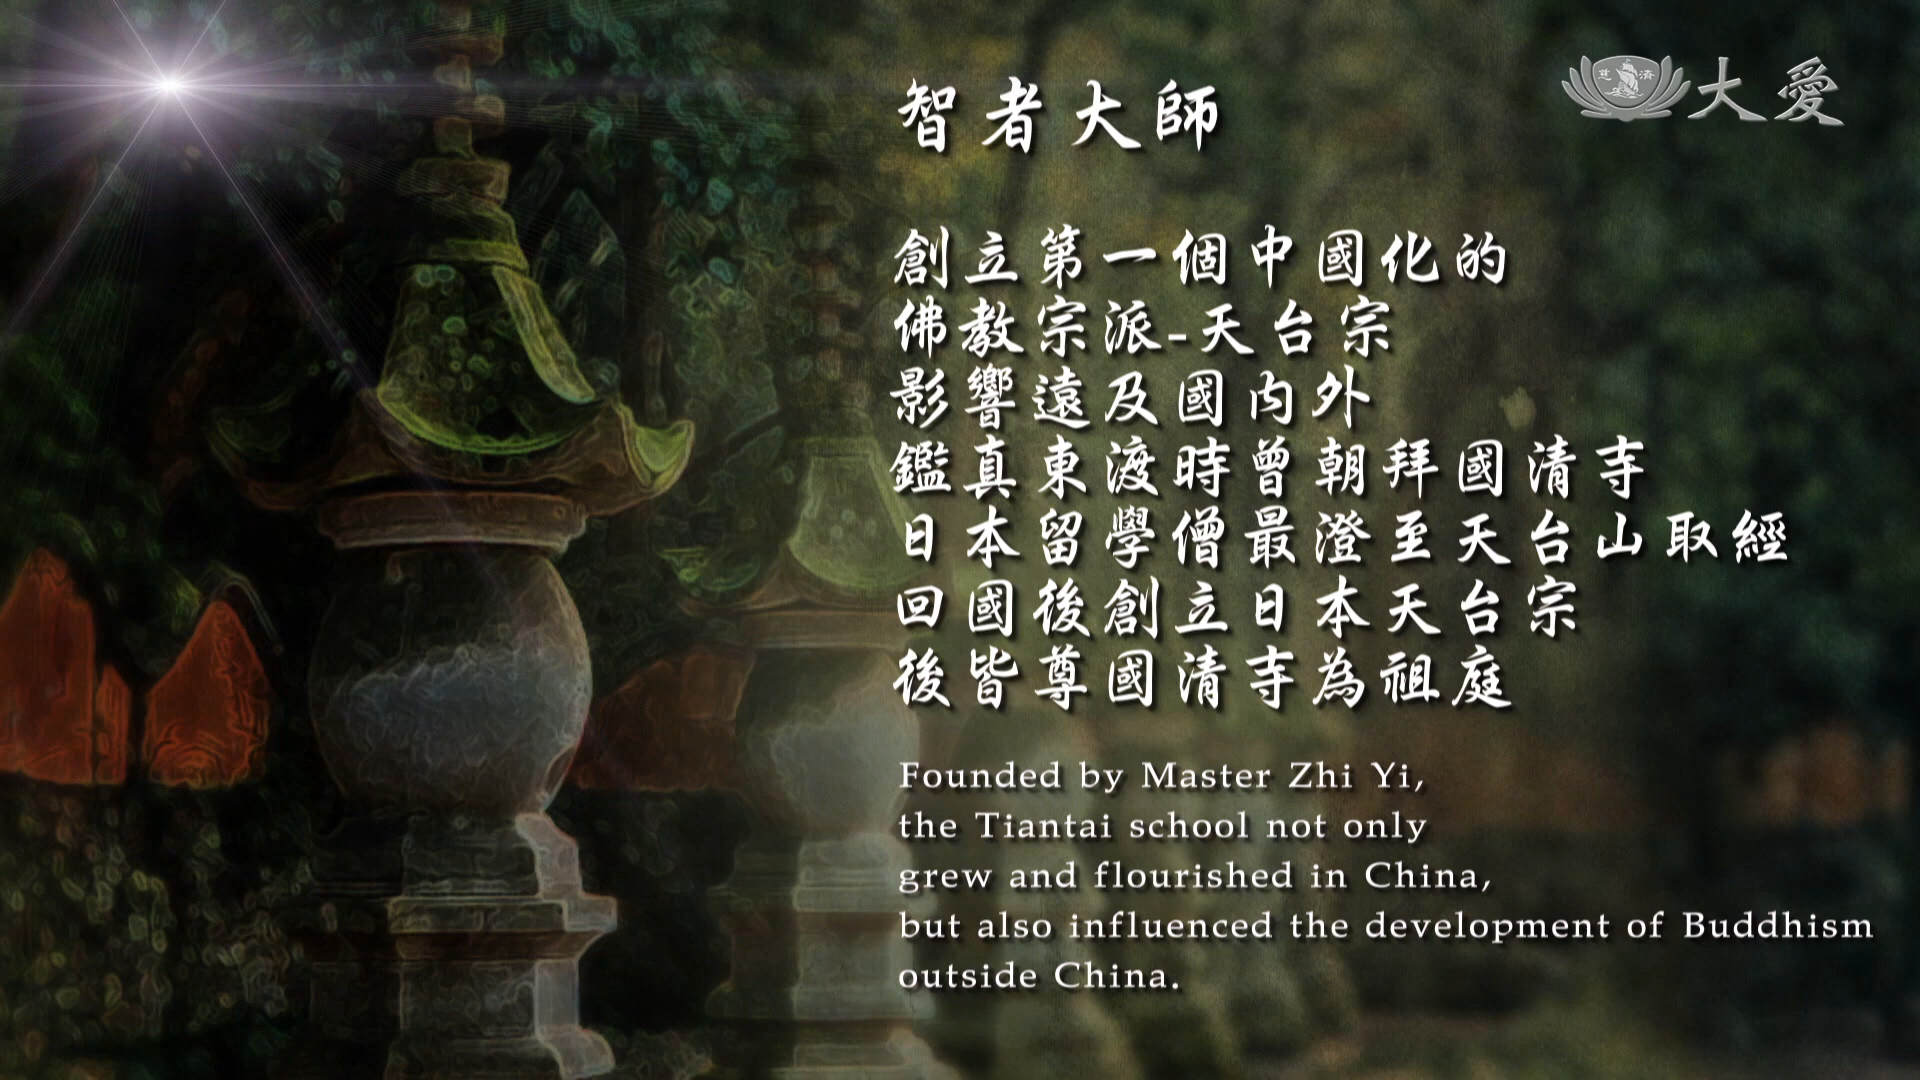 慈濟 大愛
智者大師
創立第一個中國化的
佛教宗派-天台宗
影響遠及國內外
鑑真東渡時曾朝拜國清寺
日本留學僧最澄至天台山取經
回國後創立日本天台宗
後皆尊國清寺為祖庭
Founded by Master Zhi Yi,
the Tiantai school not only
grew and flourished in China,
but also influenced the development of Buddhism
outside China.